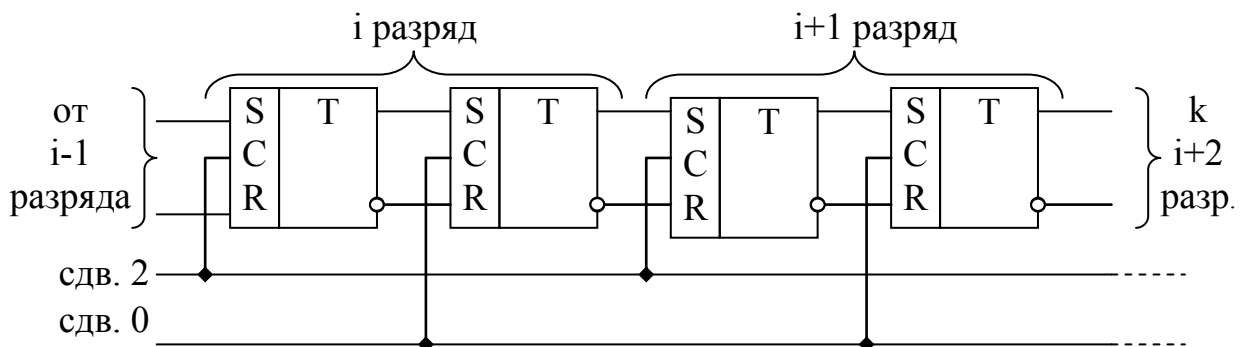 i разряд
i+1 разряд
от
i-1
разряда
S T
C
R
S T
C
R
S T
C
R
S T
C
R
k
i+2
разр.
сдв. 2
сдв. 0